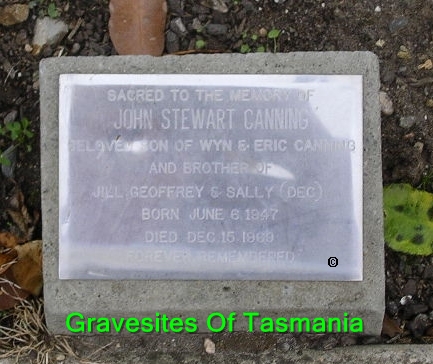 SACRED TO THE MEMORY OF
JOHN STEWART CANNING
BELOVED SON OF WYN & ERIC CANNING
AND BROTHER OF
JILL, GEOFFREY & SALLY (DEC)
BORN JUNE 6, 1947
DIED DEC. 15, 1969
FOREVER REMEMBERED
©
Gravesites Of Tasmania